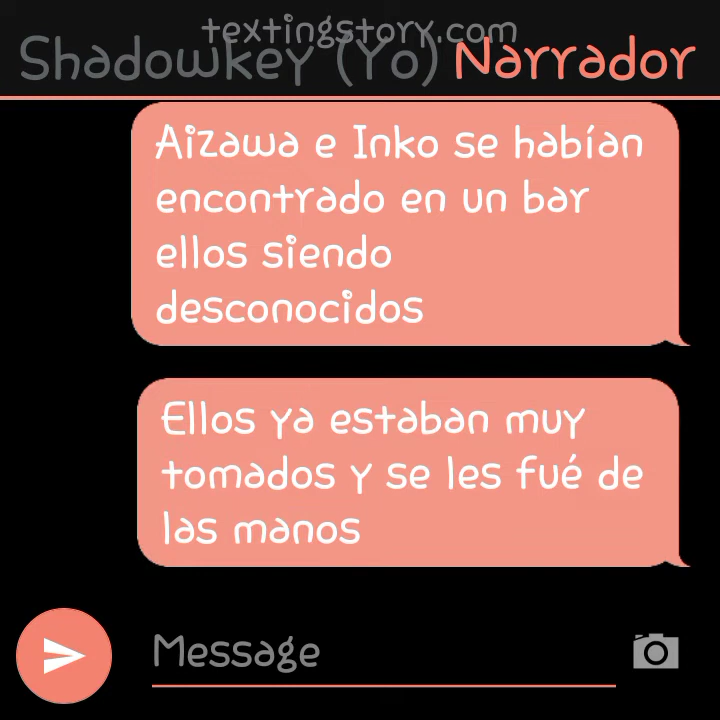 textingstory.com
Shadowkey (Yo) Narrador
Aizawa e Inko se habían
encontrado en un bar
ellos siendo
desconocidos
Ellos ya estaban muy
tomados y se les fué de
las manos
Message